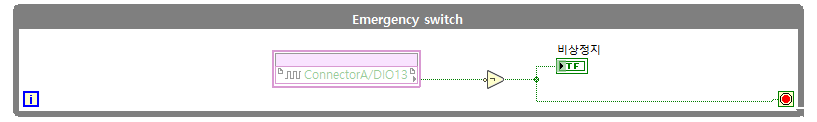 Emergency switch
비상정지
ConnectorA/DIO13
TF
i